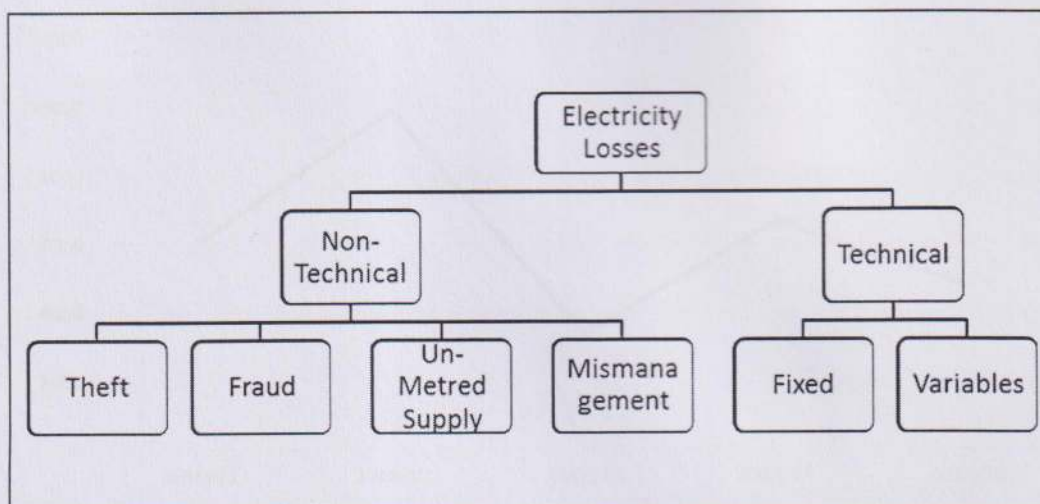 Electricity
Losses
Non-
Technical
Technical
Theft
Fraud
Un-
Metred
Supply
Mismana
gement
Fixed
Variables